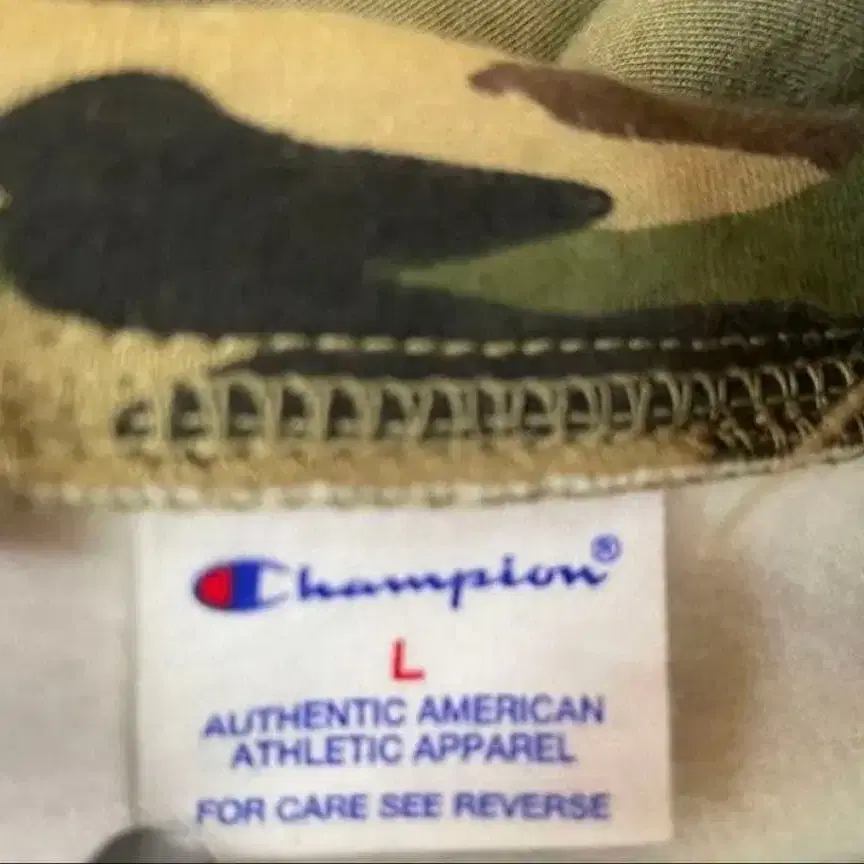 Champion®
L
AUTHENTIC AMERICAN
ATHLETIC APPAREL
FOR CARE SEE REVERSE